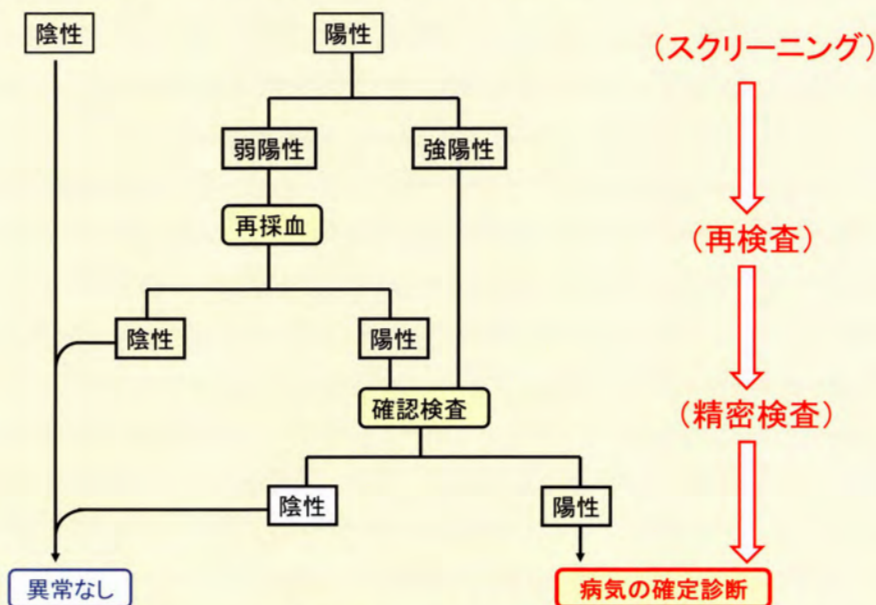 陰性
陽性
(スクリーニング)
弱陽性
強陽性
再採血
(再検査)
陰性
陽性
確認検査
(精密検査)
陰性
陽性
異常なし
病気の確定診断